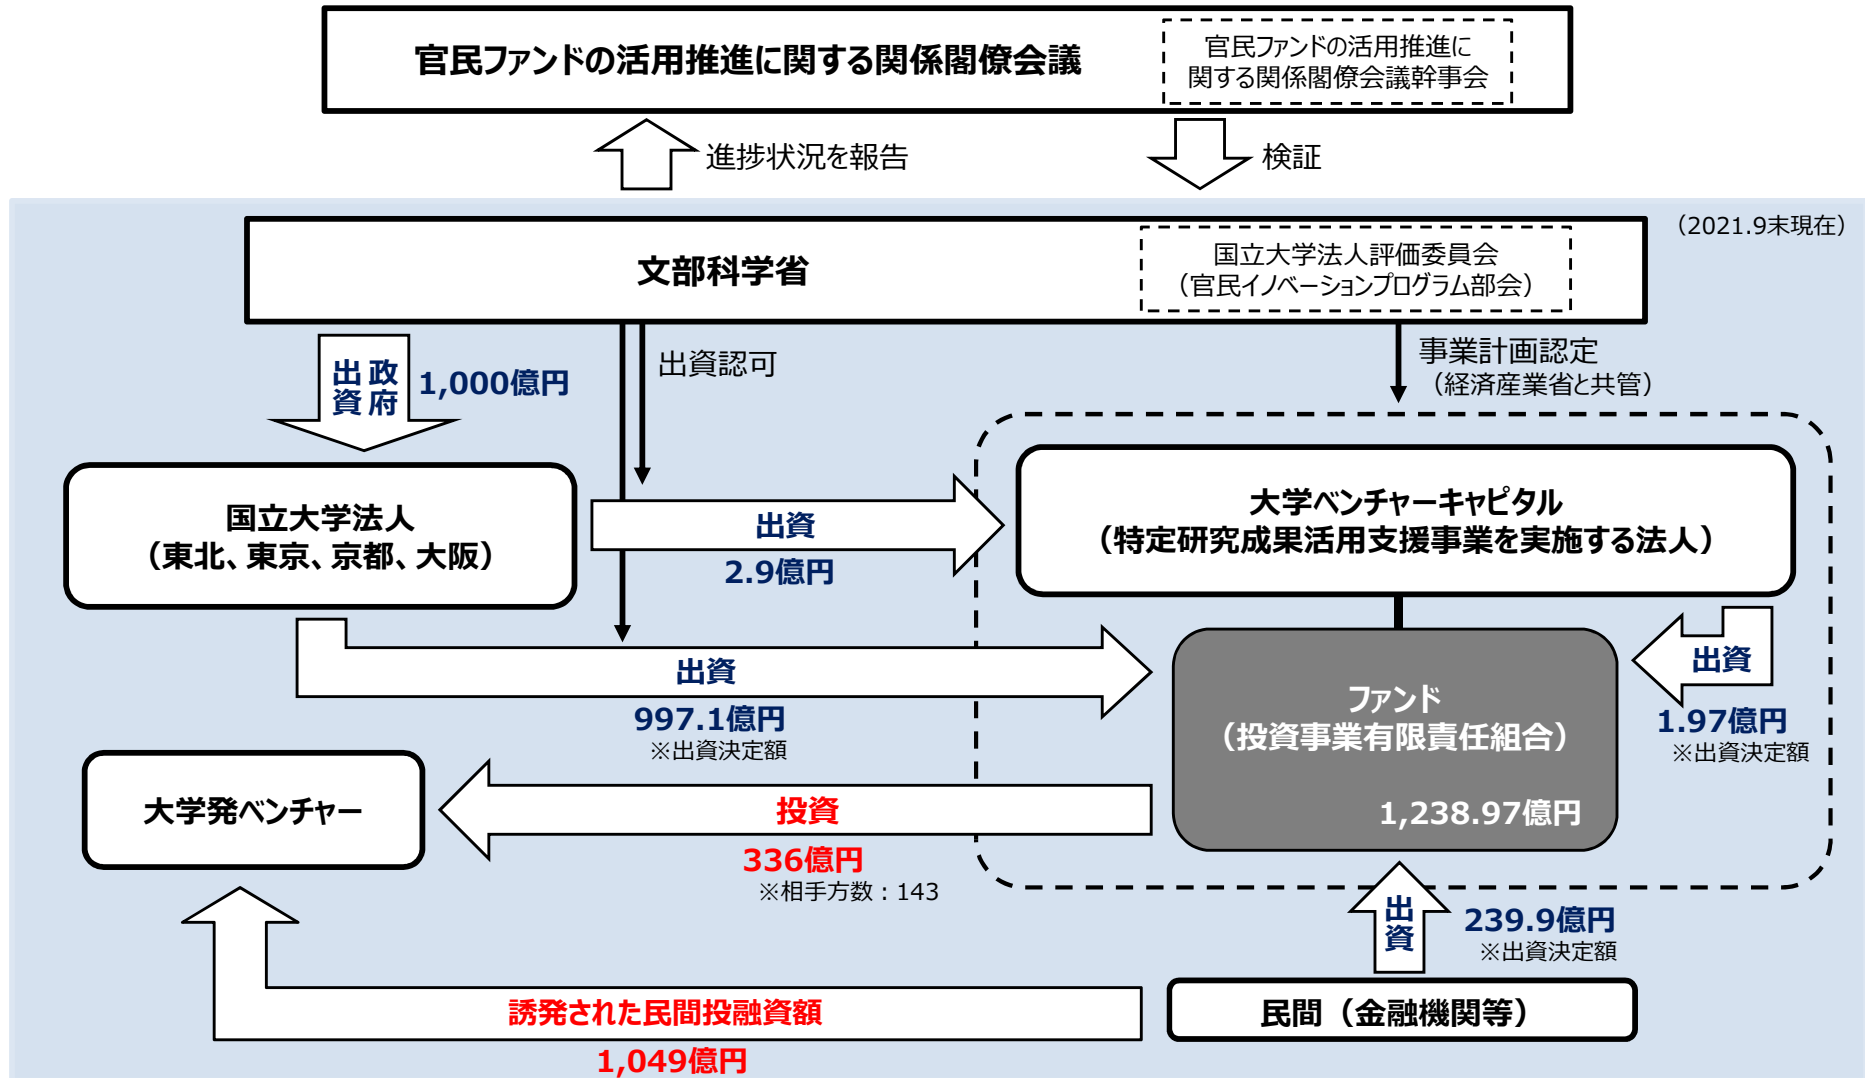 官民ファンドの活用推進に関する関係閣僚会議
官民ファンドの活用推進に
関する関係閣僚会議幹事会
進捗状況を報告
検証
（2021.9末現在）
文部科学省
国立大学法人評価委員会
（官民イノベーションプログラム部会）
政府
出資
1,000億円
出資認可
事業計画認定
（経済産業省と共管）
国立大学法人
（東北、東京、京都、大阪）
出資
2.9億円
大学ベンチャーキャピタル
（特定研究成果活用支援事業を実施する法人）
出資
997.1億円
※出資決定額
ファンド
（投資事業有限責任組合）
1,238.97億円
出資
1.97億円
※出資決定額
大学発ベンチャー
投資
336億円
※相手方数：143
出資
239.9億円
※出資決定額
誘発された民間投融資額
1,049億円
民間（金融機関等）